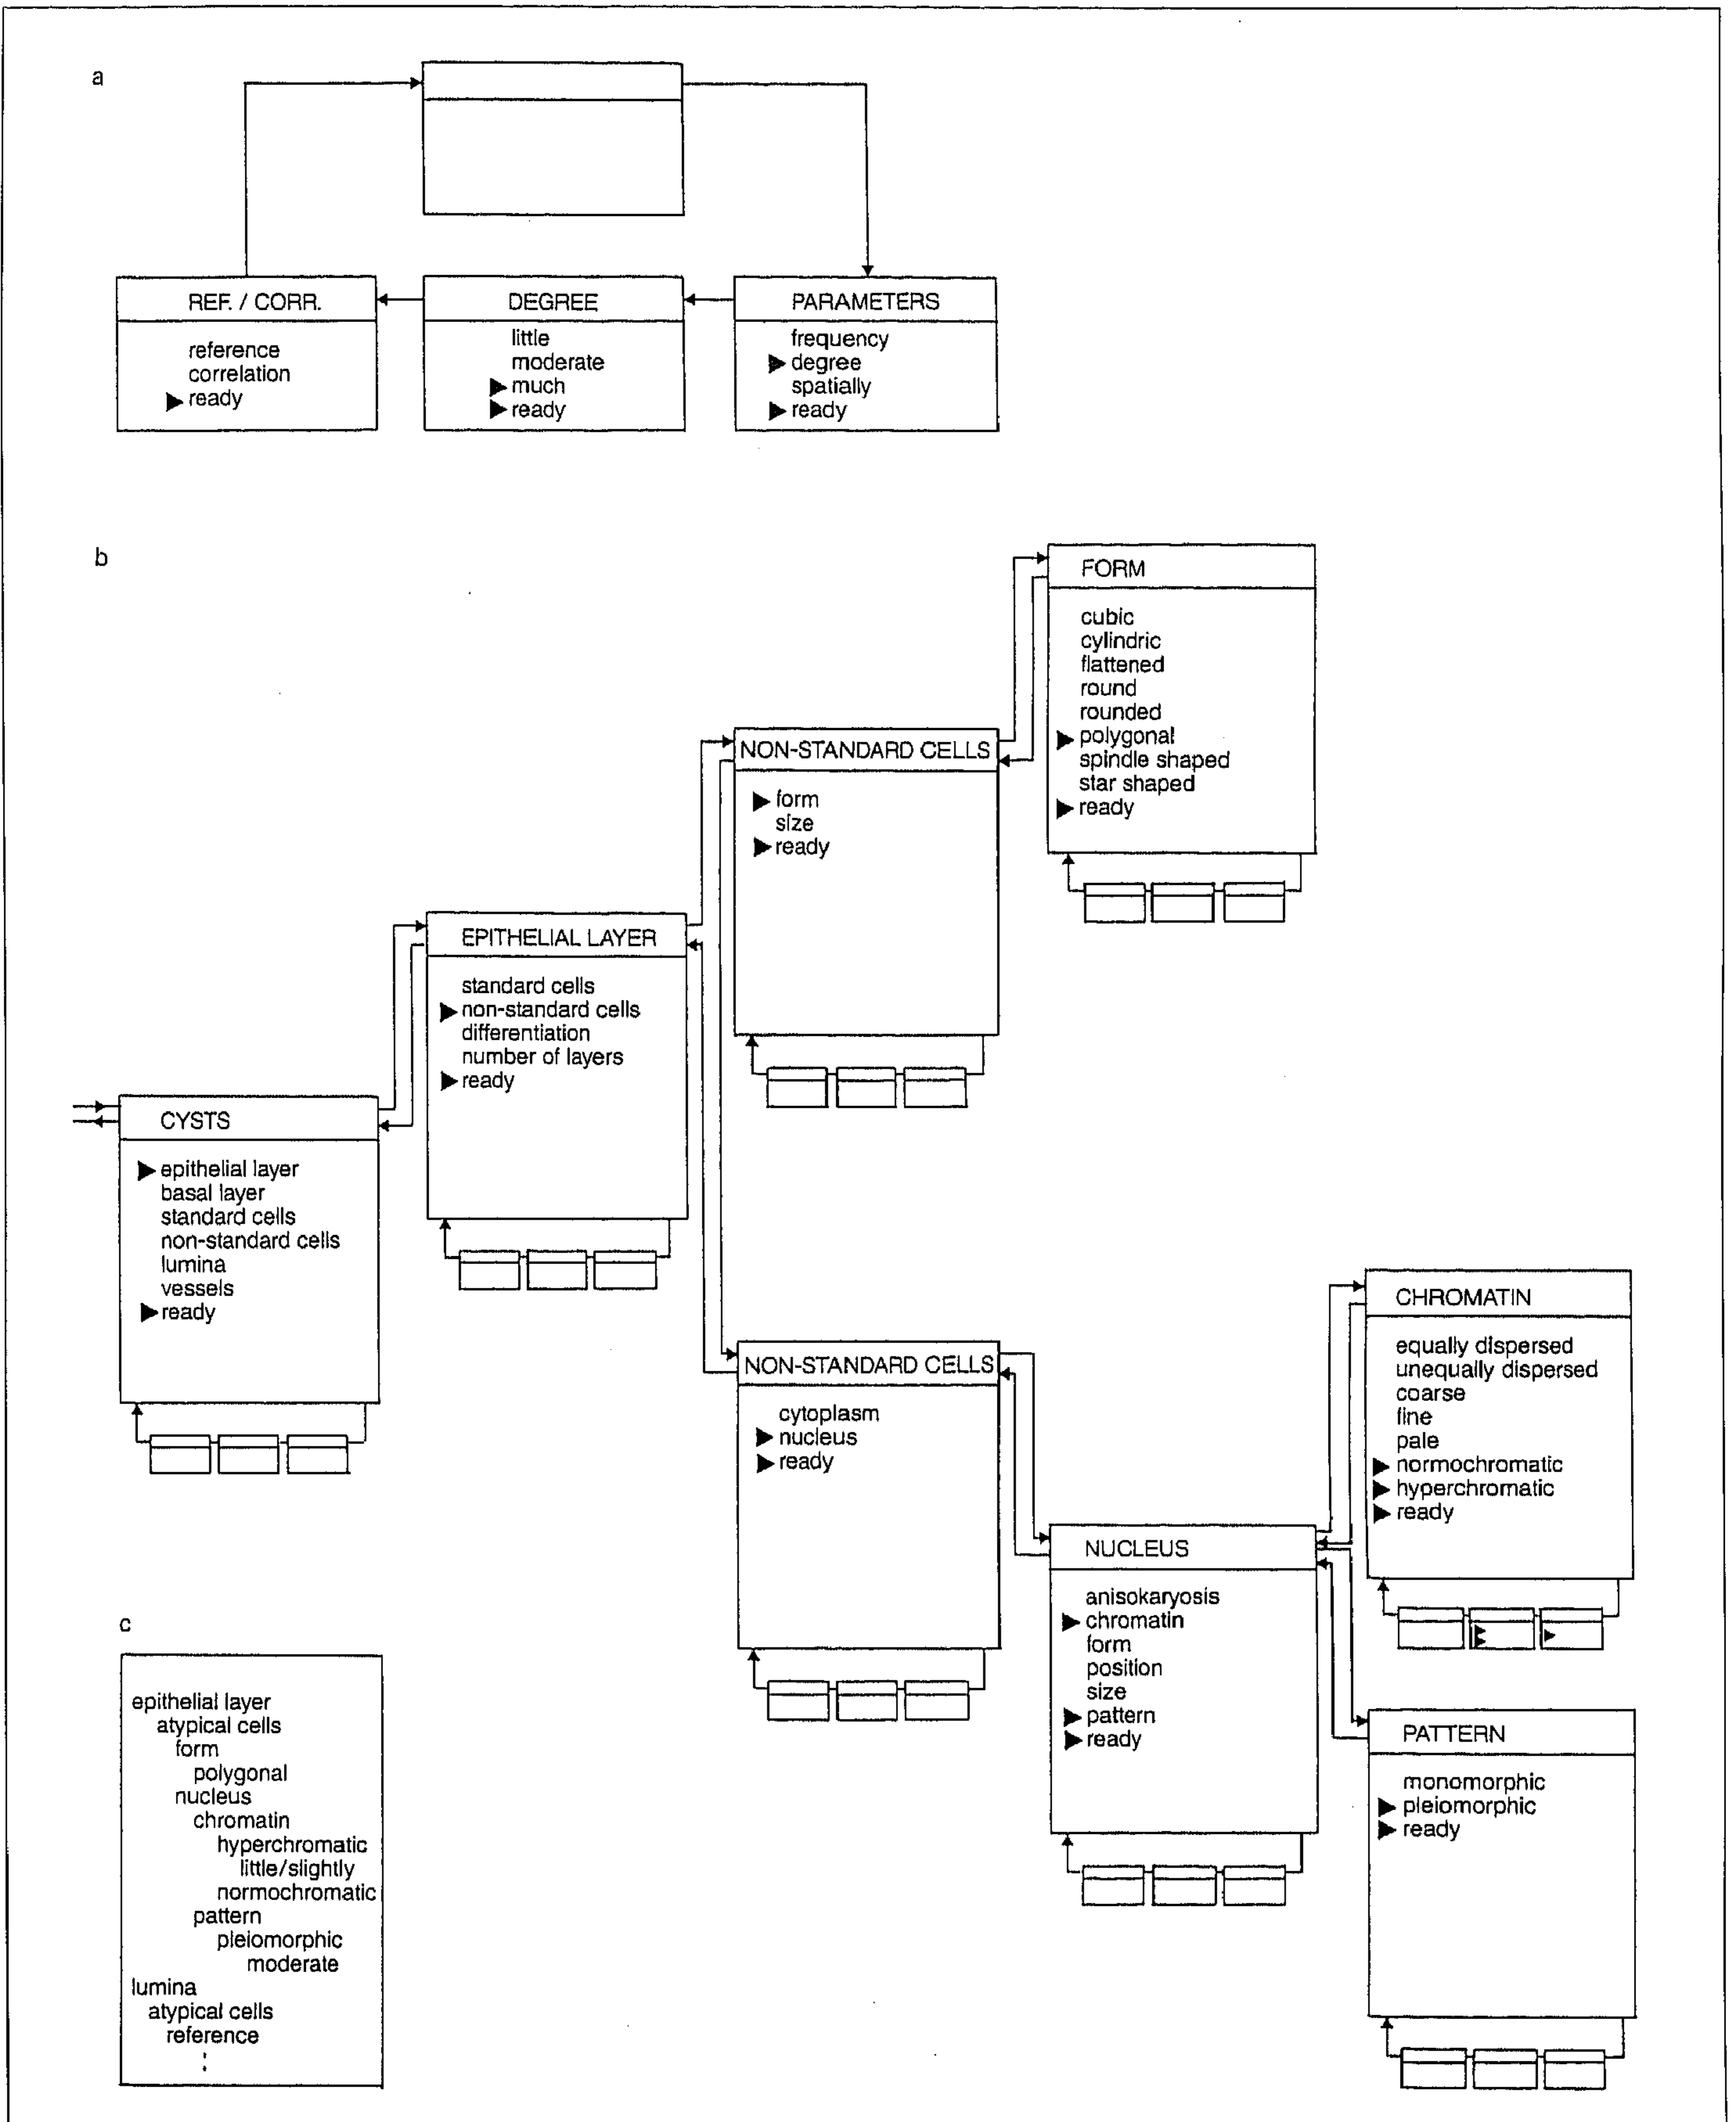 a
REF. / CORR.
reference
correlation
▶ ready
DEGREE
little
moderate
▶ much
▶ ready
PARAMETERS
frequency
▶ degree
spatially
▶ ready
b
FORM
cubic
cylindric
flattened
round
rounded
▶ polygonal
spindle shaped
star shaped
▶ ready
NON-STANDARD CELLS
▶ form
size
▶ ready
EPITHELIAL LAYER
standard cells
▶ non-standard cells
differentiation
number of layers
▶ ready
CYSTS
▶ epithelial layer
basal layer
standard cells
non-standard cells
lumina
vessels
▶ ready
NON-STANDARD CELLS
cytoplasm
▶ nucleus
▶ ready
CHROMATIN
equally dispersed
unequally dispersed
coarse
fine
pale
▶ normochromatic
▶ hyperchromatic
▶ ready
NUCLEUS
anisokaryosis
▶ chromatin
form
position
size
▶ pattern
▶ ready
PATTERN
monomorphic
▶ pleiomorphic
▶ ready
c
epithelial layer
atypical cells
form
polygonal
nucleus
chromatin
hyperchromatic
little/slightly
normochromatic
pattern
pleiomorphic
moderate
lumina
atypical cells
reference
⋮